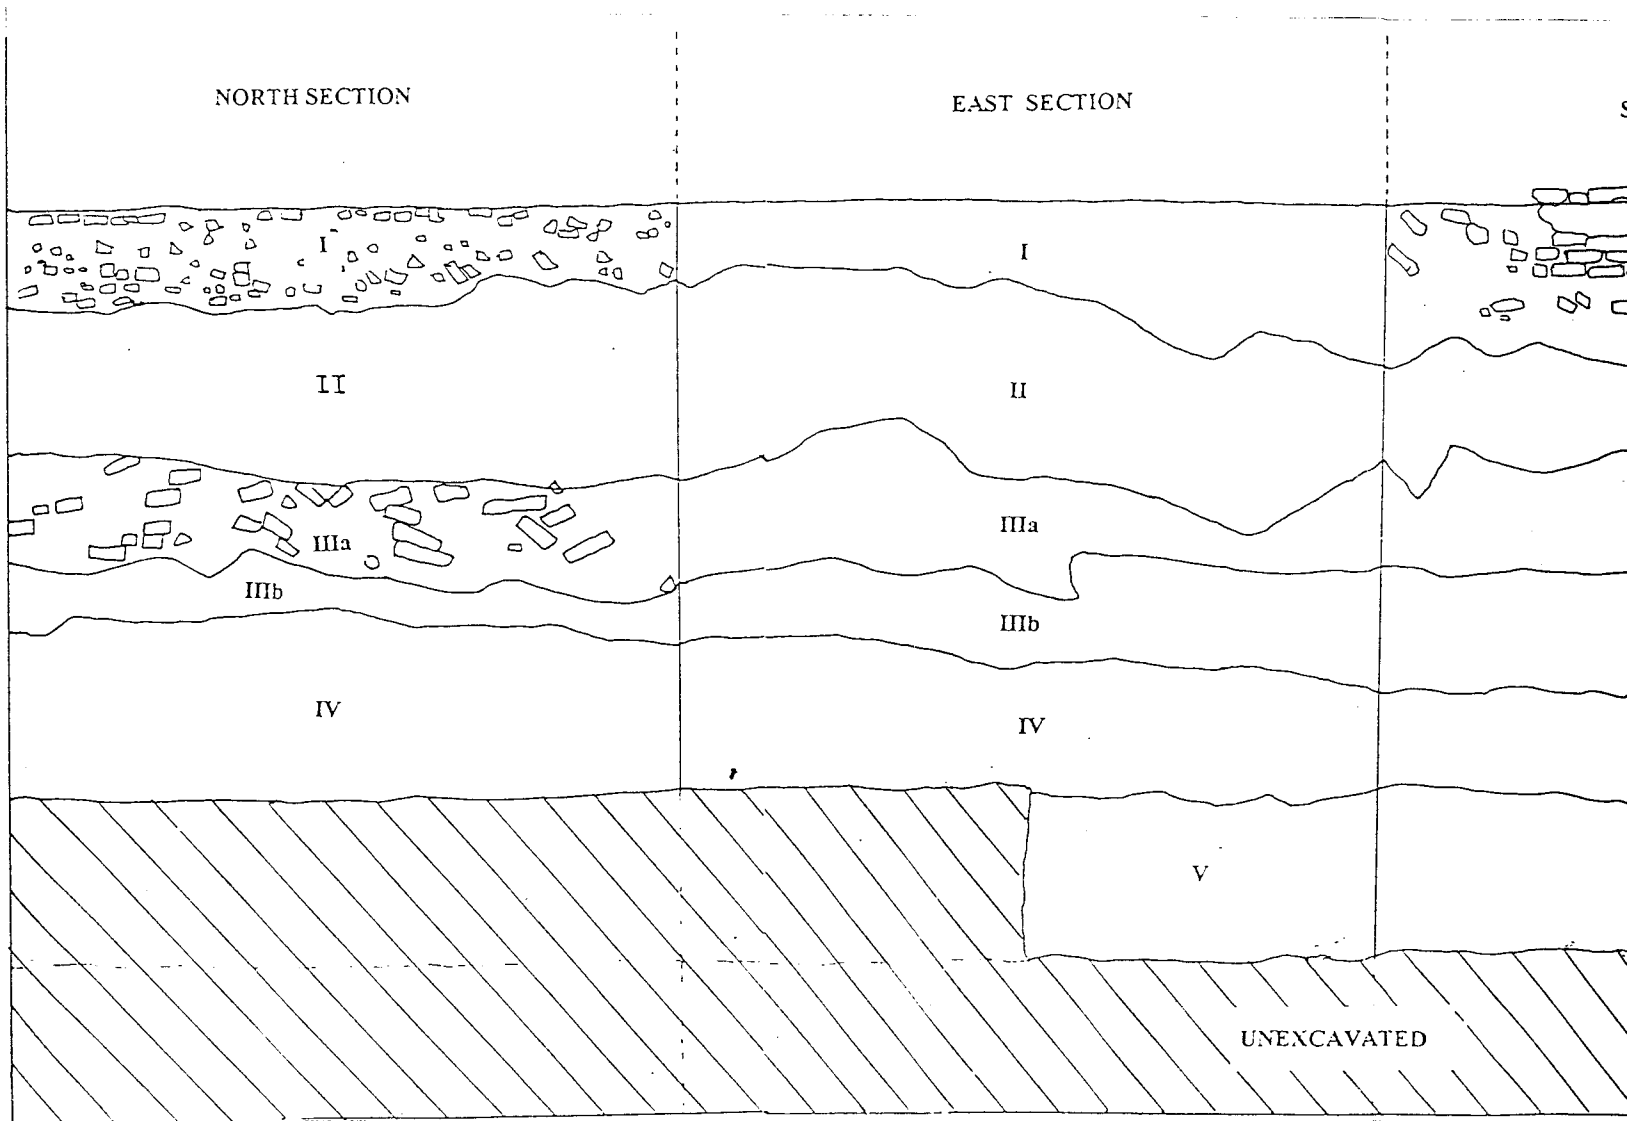 NORTH SECTION
EAST SECTION
S
I
I
II
II
IIIa
IIIa
IIIb
IIIb
IV
IV
V
UNEXCAVATED